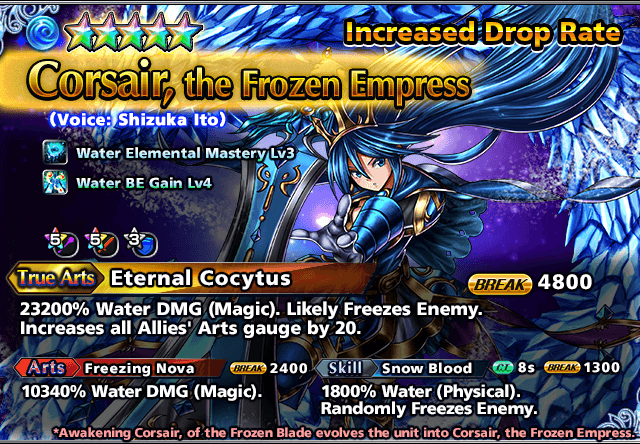 Increased Drop Rate
Corsair, the Frozen Empress
(Voice: Shizuka Ito)
Water Elemental Mastery Lv3
Water BE Gain Lv4
5 5 3
True Arts Eternal Cocytus BREAK 4800
23200% Water DMG (Magic). Likely Freezes Enemy.
Increases all Allies' Arts gauge by 20.
Arts Freezing Nova BREAK 2400
10340% Water DMG (Magic).
Skill Snow Blood CT 8s BREAK 1300
1800% Water (Physical).
Randomly Freezes Enemy.
*Awakening Corsair, of the Frozen Blade evolves the unit into Corsair, the Frozen Empress